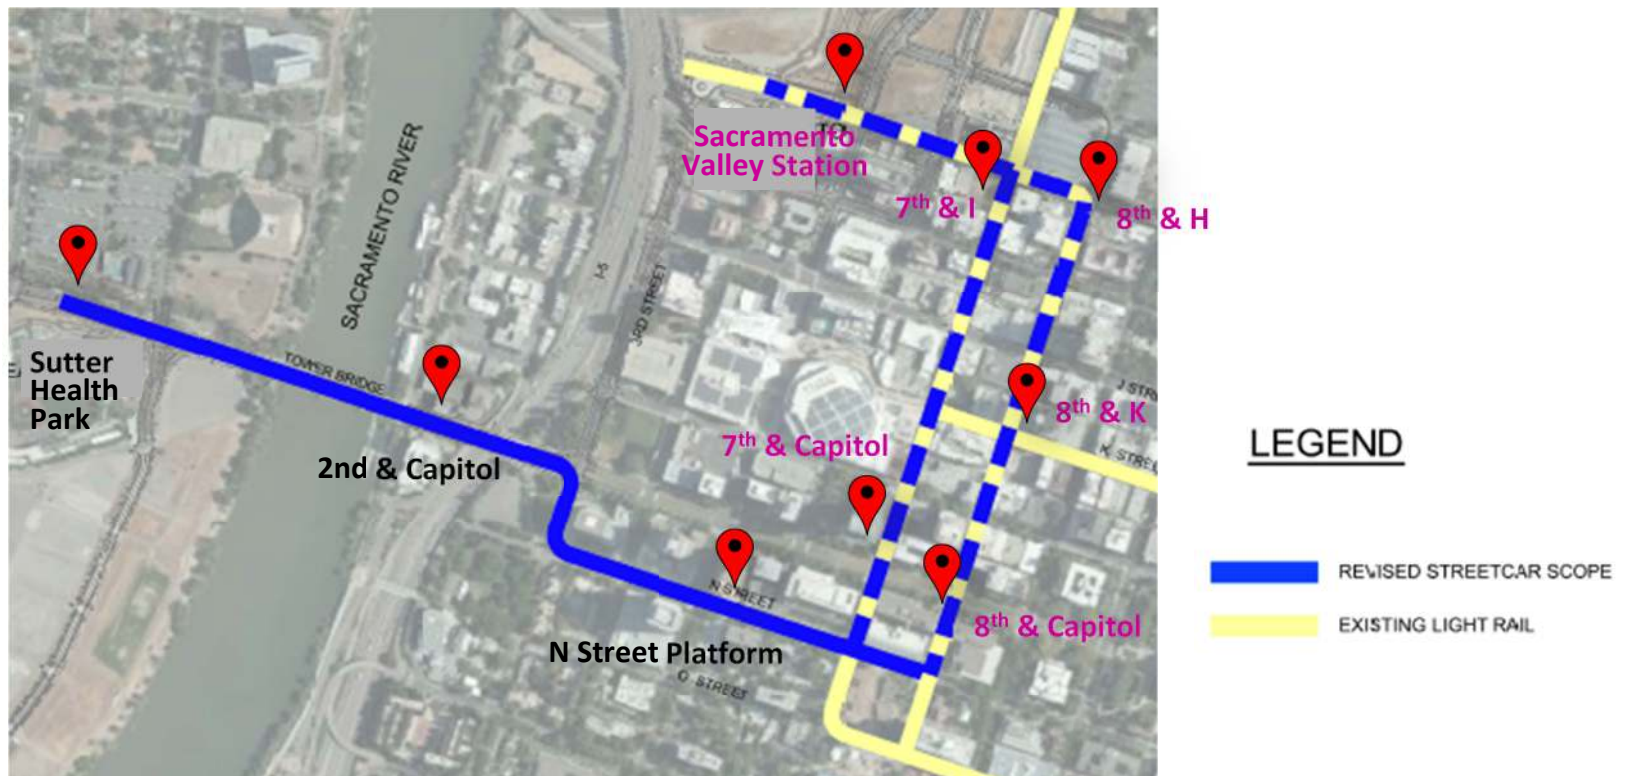 Sacramento
Valley Station
7th & I
8th & H
SACRAMENTO RIVER
I-5
3RD STREET
Sutter
Health
Park
TOWER BRIDGE
2nd & Capitol
8th & K
K STREE
7th & Capitol
N STREET
8th & Capitol
N Street Platform
O STREET
LEGEND
REVISED STREETCAR SCOPE
EXISTING LIGHT RAIL